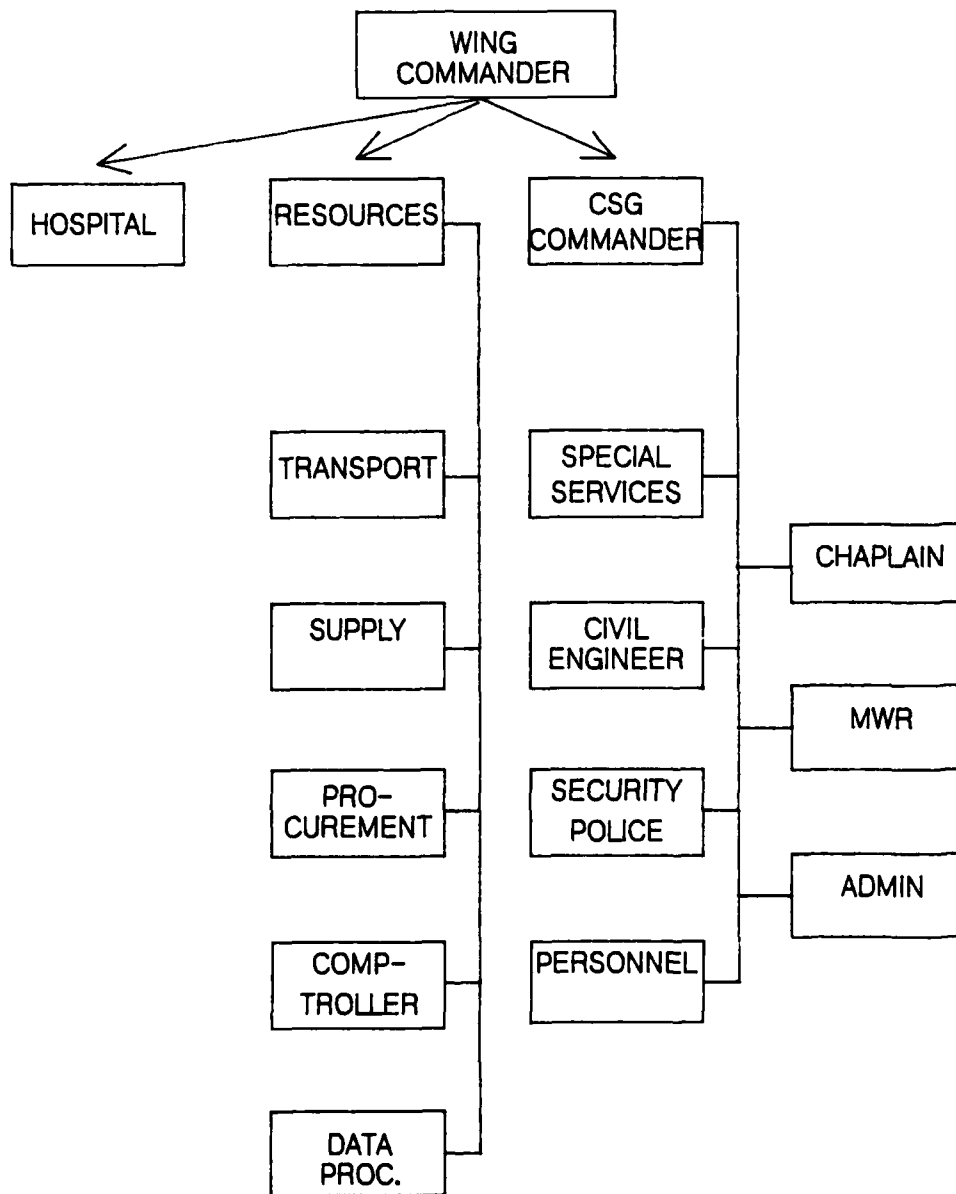 WING
COMMANDER
HOSPITAL
RESOURCES
CSG
COMMANDER
TRANSPORT
SPECIAL
SERVICES
CHAPLAIN
SUPPLY
CIVIL
ENGINEER
MWR
PRO-
CUREMENT
SECURITY
POLICE
ADMIN
COMP-
TROLLER
PERSONNEL
DATA
PROC.